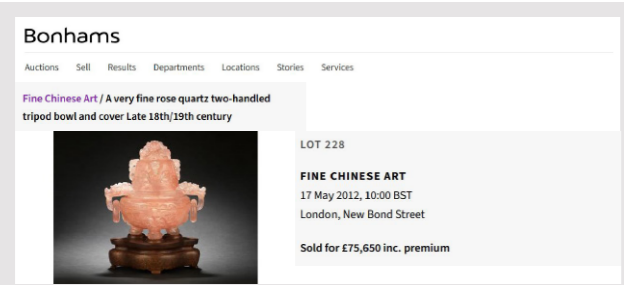 Bonhams
Auctions Sell Results Departments Locations Stories Services
Fine Chinese Art / A very fine rose quartz two-handled
tripod bowl and cover Late 18th/19th century
LOT 228
FINE CHINESE ART
17 May 2012, 10:00 BST
London, New Bond Street
Sold for £75,650 inc. premium